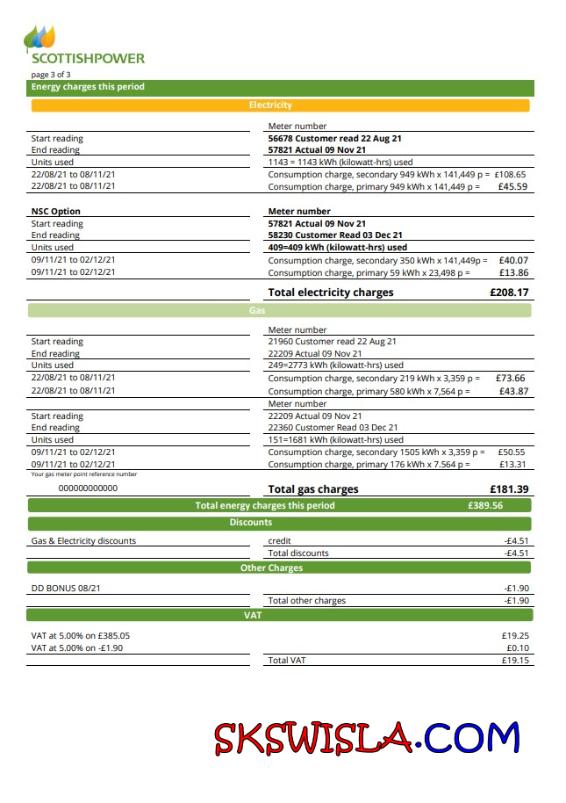 SCOTTISHPOWER
page 3 of 3
Energy charges this period
Electricity
Meter number
Start reading 56678 Customer read 22 Aug 21
End reading 57821 Actual 09 Nov 21
Units used 1143 = 1143 kWh (kilowatt-hrs) used
22/08/21 to 08/11/21 Consumption charge, secondary 949 kWh x 141,449 p = £108.65
22/08/21 to 08/11/21 Consumption charge, primary 949 kWh x 141,449 p = £45.59
NSC Option Meter number
Start reading 57821 Actual 09 Nov 21
End reading 58230 Customer Read 03 Dec 21
Units used 409=409 kWh (kilowatt-hrs) used
09/11/21 to 02/12/21 Consumption charge, secondary 350 kWh x 141,449p = £40.07
09/11/21 to 02/12/21 Consumption charge, primary 59 kWh x 23,498 p = £13.86
Total electricity charges £208.17
Gas
Meter number
Start reading 21960 Customer read 22 Aug 21
End reading 22209 Actual 09 Nov 21
Units used 249=2773 kWh (kilowatt-hrs) used
22/08/21 to 08/11/21 Consumption charge, secondary 219 kWh x 3,359 p = £73.66
22/08/21 to 08/11/21 Consumption charge, primary 580 kWh x 7,564 p = £43.87
Meter number
Start reading 22209 Actual 09 Nov 21
End reading 22360 Customer Read 03 Dec 21
Units used 151=1681 kWh (kilowatt-hrs) used
09/11/21 to 02/12/21 Consumption charge, secondary 1505 kWh x 3,359 p = £50.55
09/11/21 to 02/12/21 Consumption charge, primary 176 kWh x 7.564 p = £13.31
Your gas meter point reference number
000000000000 Total gas charges £181.39
Total energy charges this period £389.56
Discounts
Gas & Electricity discounts credit -£4.51
Total discounts -£4.51
Other Charges
DD BONUS 08/21 -£1.90
Total other charges -£1.90
VAT
VAT at 5.00% on £385.05 £19.25
VAT at 5.00% on -£1.90 £0.10
Total VAT £19.15
SKSWISLA.COM